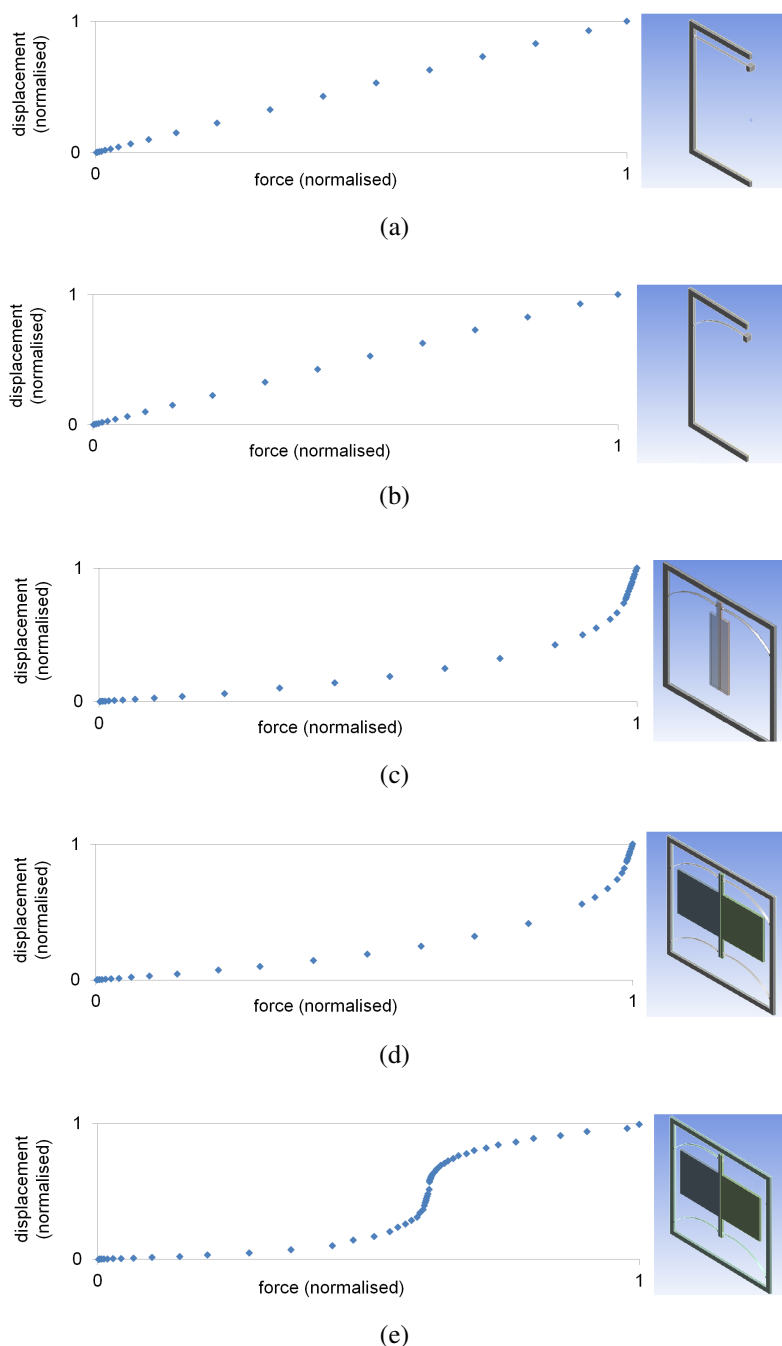 1
displacement
(normalised)
0
0
force (normalised)
1
(a)
1
displacement
(normalised)
0
0
force (normalised)
1
(b)
1
displacement
(normalised)
0
0
force (normalised)
1
(c)
1
displacement
(normalised)
0
0
force (normalised)
1
(d)
1
displacement
(normalised)
0
0
force (normalised)
1
(e)